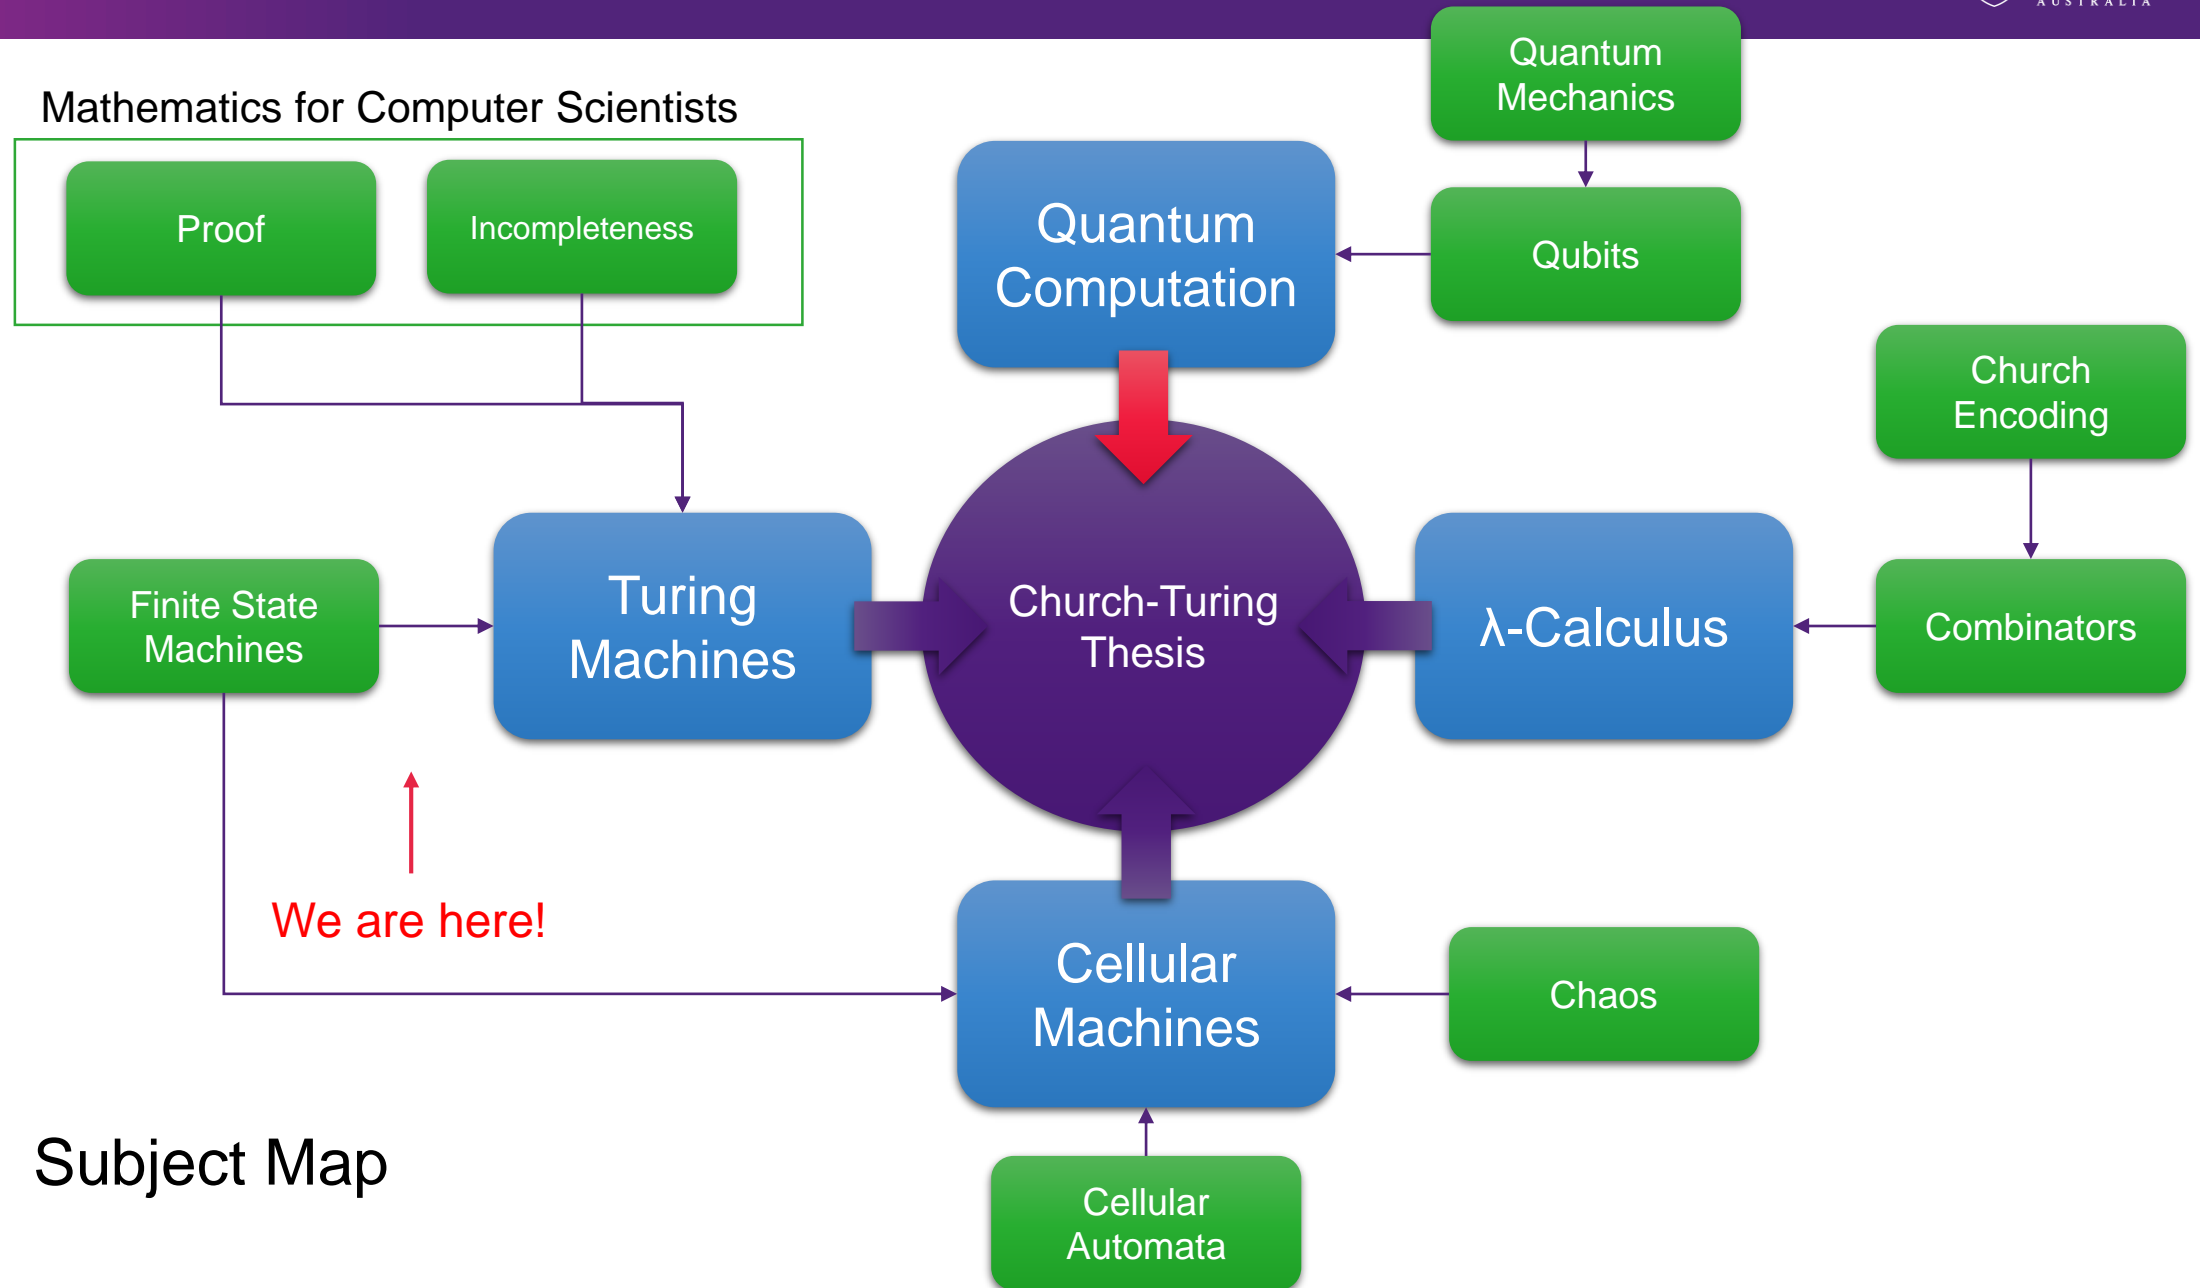 AUSTRALIA
Quantum
Mechanics
Mathematics for Computer Scientists
Proof
Incompleteness
Quantum
Computation
Qubits
Church
Encoding
Finite State
Machines
Turing
Machines
Church-Turing
Thesis
λ-Calculus
Combinators
We are here!
Cellular
Machines
Chaos
Subject Map
Cellular
Automata